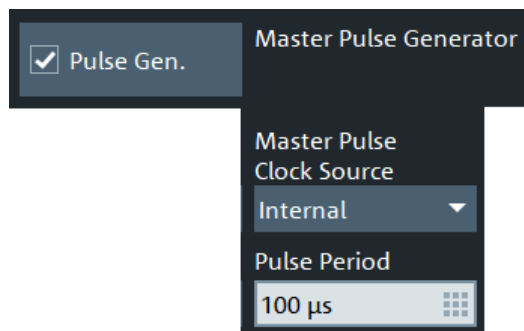 Pulse Gen.
Master Pulse Generator
Master Pulse
Clock Source
Internal
Pulse Period
100 µs